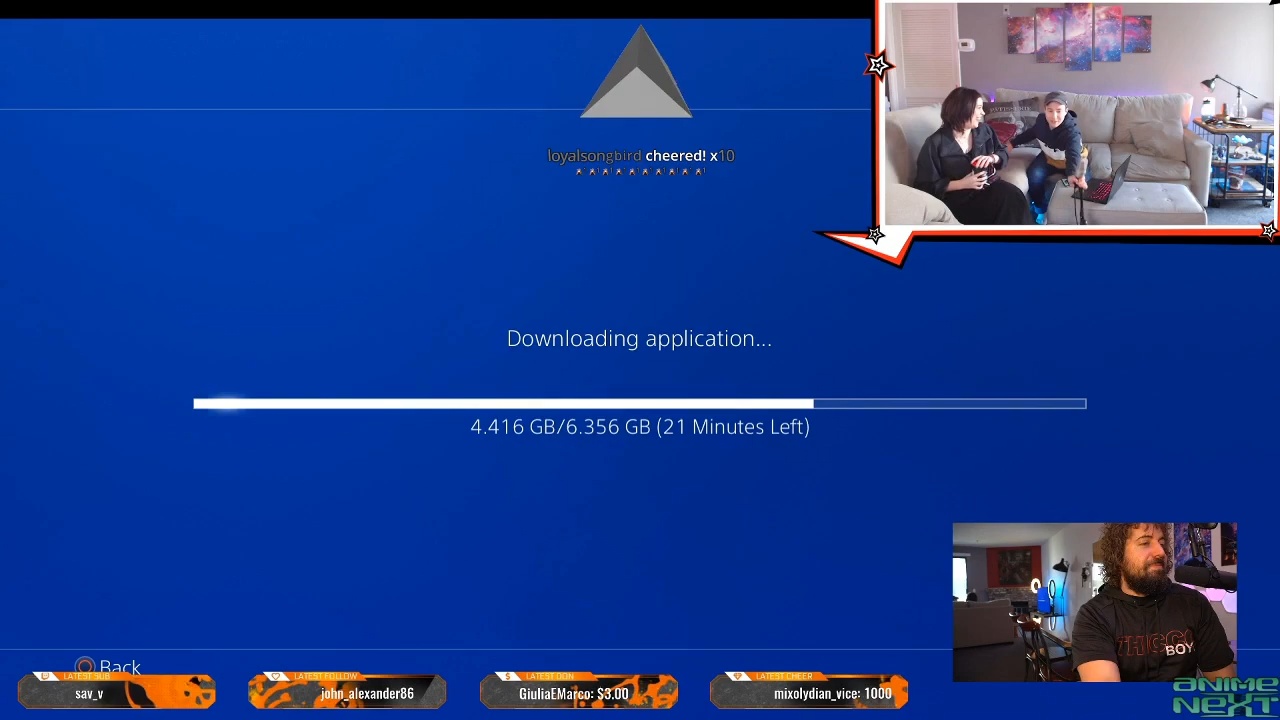 loyalsongbird cheered! x10
Downloading application...
4.416 GB/6.356 GB (21 Minutes Left)
Back
LATEST SUB
sav_v
LATEST FOLLOW
john_alexander86
LATEST DON
GiuliaEMarco: $3.00
LATEST CHEER
mixolydian_vice: 1000
THICCC
BOY
ANIME
NEXT